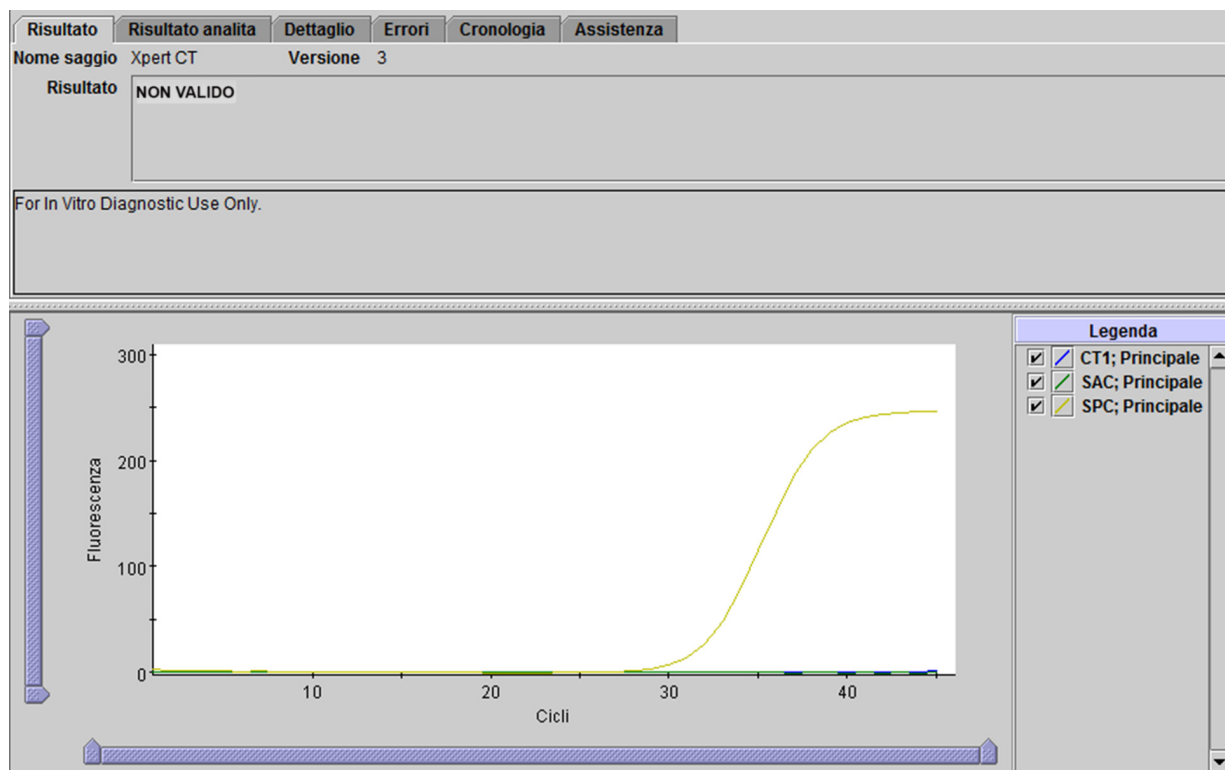 Risultato Risultato analita Dettaglio Errori Cronologia Assistenza
Nome saggio Xpert CT Versione 3
Risultato NON VALIDO
For In Vitro Diagnostic Use Only.
Legenda
CT1; Principale
SAC; Principale
SPC; Principale
300
200
100
0
Fluorescenza
10 20 30 40
Cicli